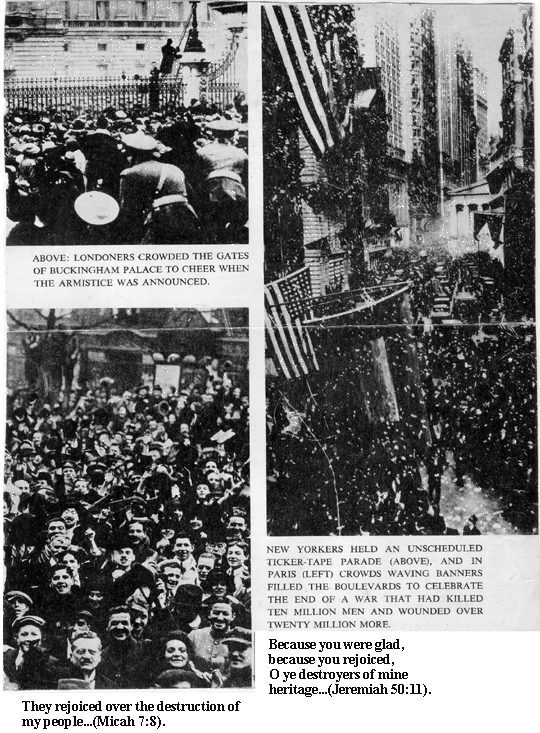 ABOVE: LONDONERS CROWDED THE GATES
OF BUCKINGHAM PALACE TO CHEER WHEN
THE ARMISTICE WAS ANNOUNCED.
NEW YORKERS HELD AN UNSCHEDULED
TICKER-TAPE PARADE (ABOVE), AND IN
PARIS (LEFT) CROWDS WAVING BANNERS
FILLED THE BOULEVARDS TO CELEBRATE
THE END OF A WAR THAT HAD KILLED
TEN MILLION MEN AND WOUNDED OVER
TWENTY MILLION MORE.
Because you were glad,
because you rejoiced,
O ye destroyers of mine
heritage...(Jeremiah 50:11).
They rejoiced over the destruction of
my people...(Micah 7:8).